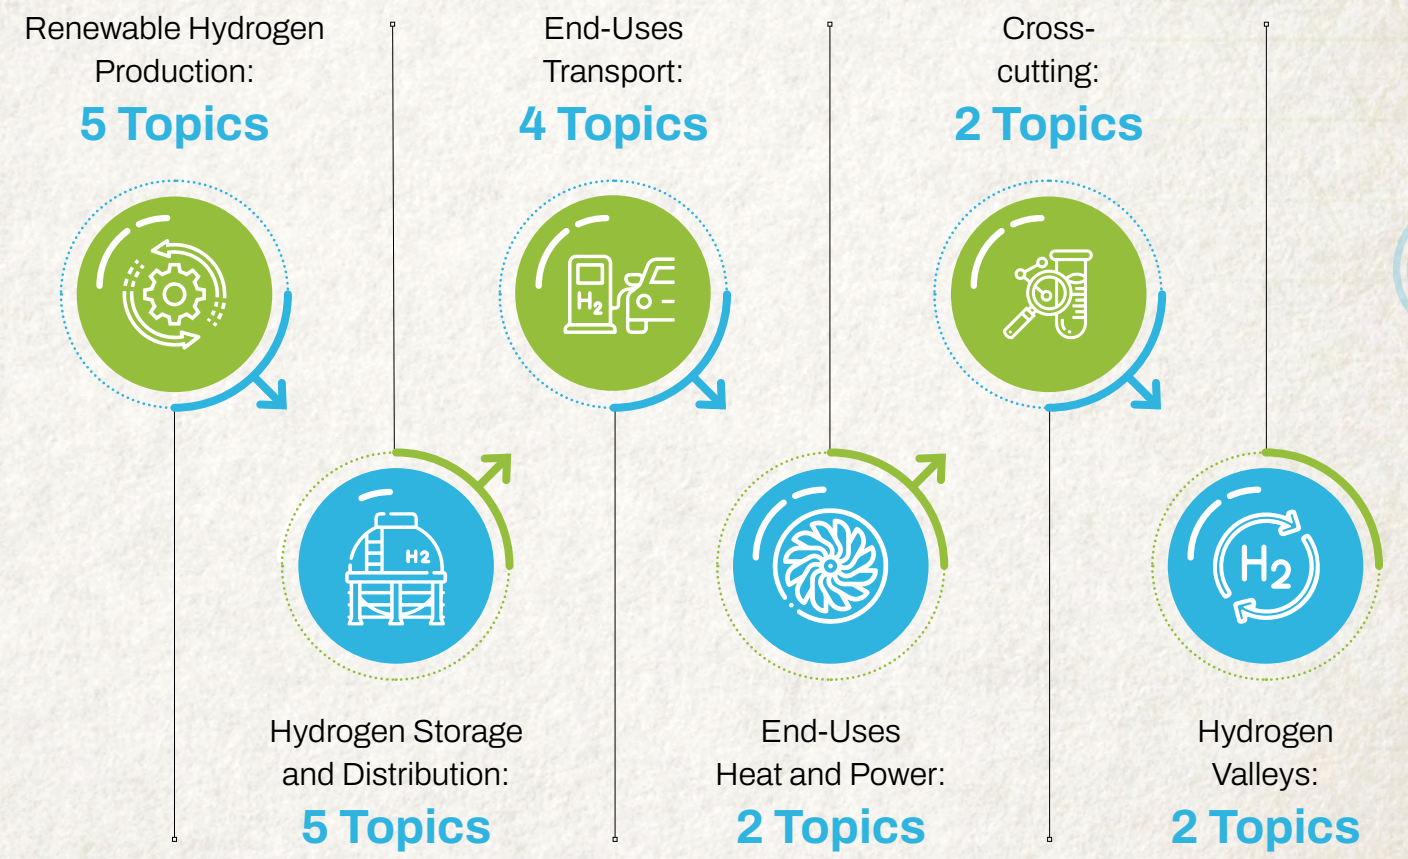 Renewable Hydrogen
Production:
5 Topics
End-Uses
Transport:
4 Topics
Cross-
cutting:
2 Topics
H2
H2
H2
Hydrogen Storage
and Distribution:
5 Topics
End-Uses
Heat and Power:
2 Topics
Hydrogen
Valleys:
2 Topics